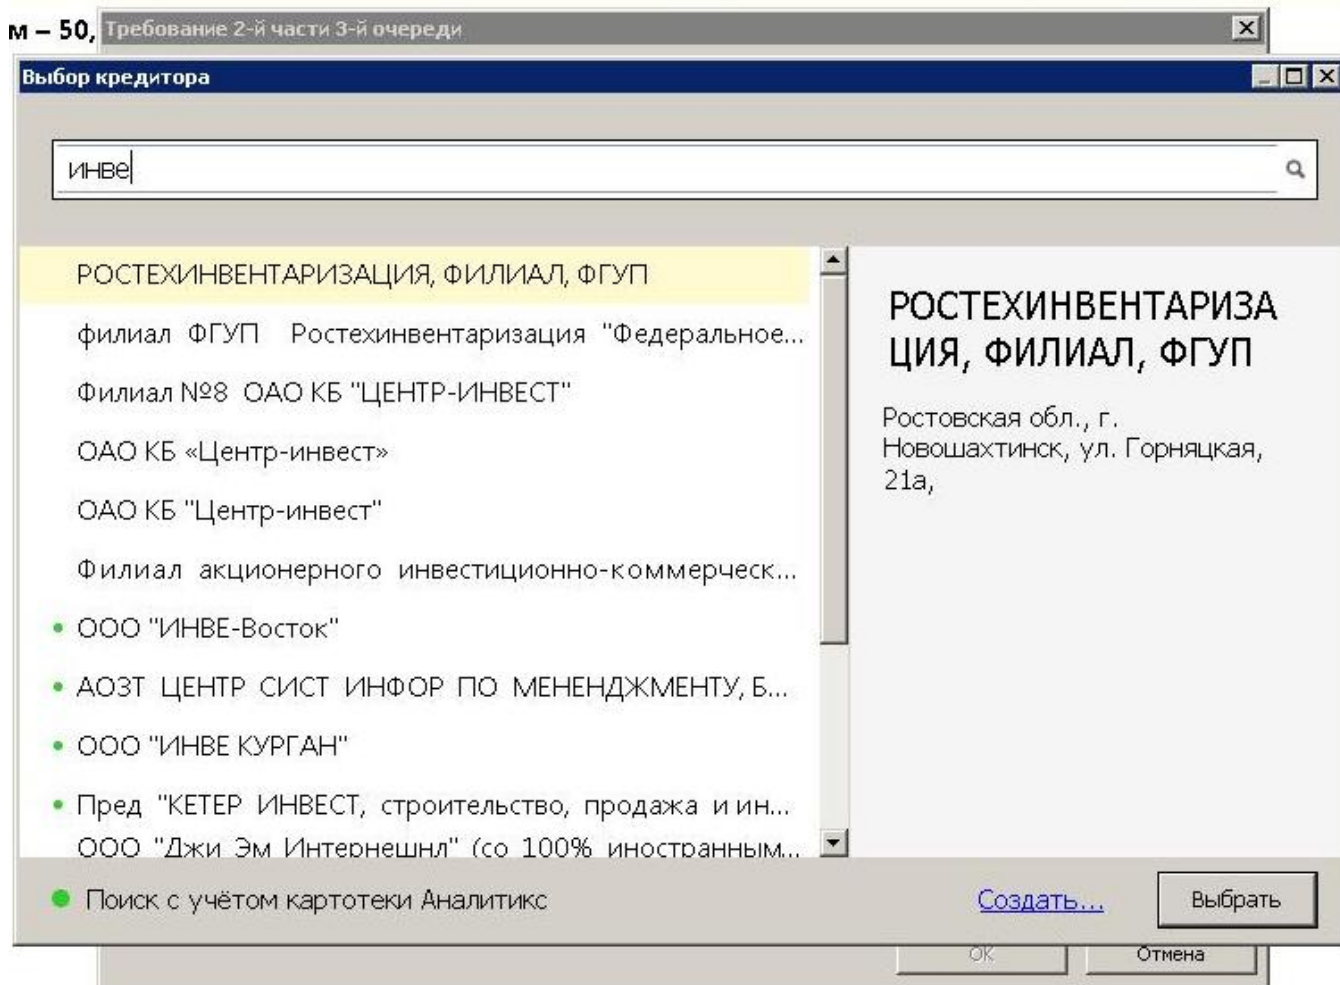 м – 50,
Требование 2-й части 3-й очереди
Выбор кредитора
инве
РОСТЕХИНВЕНТАРИЗАЦИЯ, ФИЛИАЛ, ФГУП
филиал ФГУП Ростехинвентаризация "Федеральное...
Филиал №8 ОАО КБ "ЦЕНТР-ИНВЕСТ"
ОАО КБ «Центр-инвест»
ОАО КБ "Центр-инвест"
Филиал акционерного инвестиционно-коммерческ...
ООО "ИНВЕ-Восток"
АОЗТ ЦЕНТР СИСТ ИНФОР ПО МЕНЕНДЖМЕНТУ, Б...
ООО "ИНВЕ КУРГАН"
Пред "КЕТЕР ИНВЕСТ, строительство, продажа и ин...
ООО "Джи Эм Интернешнл" (со 100% иностранным...
РОСТЕХИНВЕНТАРИЗА
ЦИЯ, ФИЛИАЛ, ФГУП
Ростовская обл., г.
Новошахтинск, ул. Горняцкая,
21а,
Поиск с учётом картотеки Аналитикс
Создать...
Выбрать
ОК
Отмена